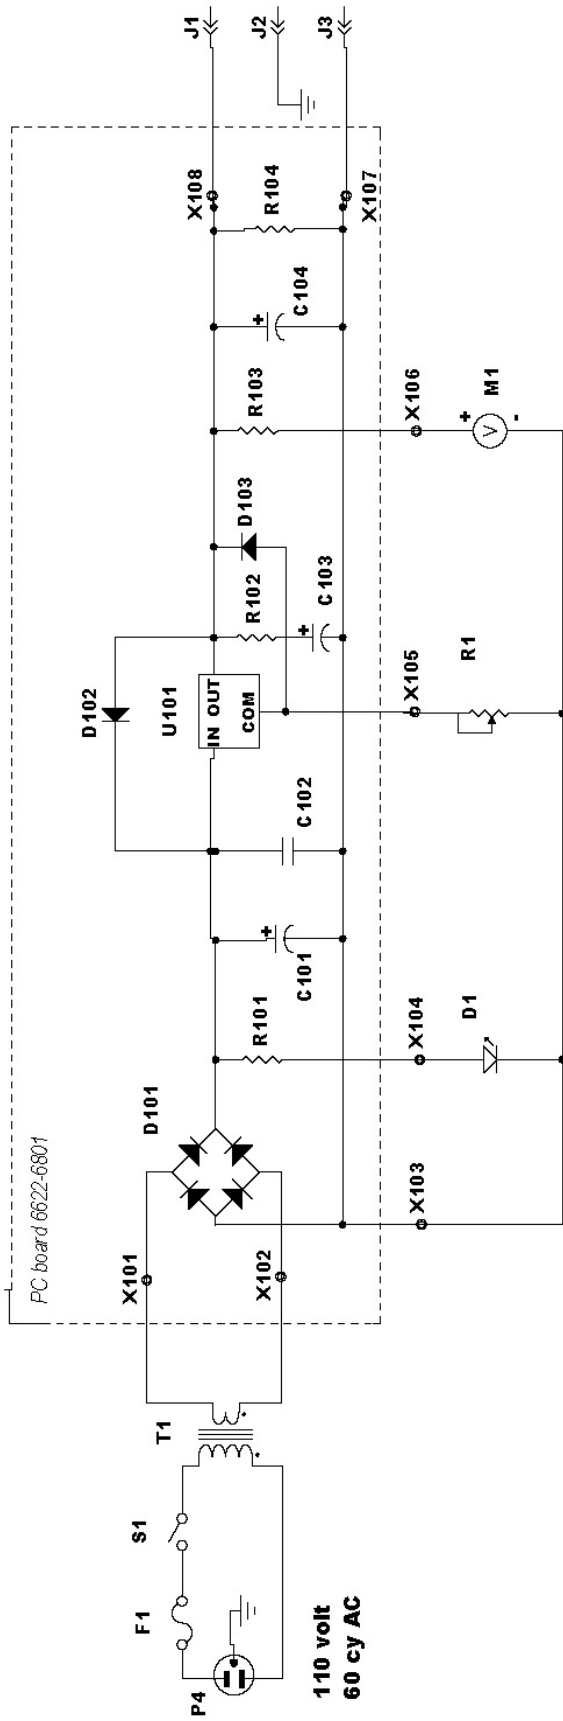 PC board 6622-6801
P4
110 volt
60 cy AC
F1
S1
T1
X101
X102
D101
X103
R101
X104
D1
C101
+
C102
D102
U101
IN OUT
COM
X105
R1
R102
+
C103
D103
R103
X106
+
V
-
M1
+
C104
X108
R104
X107
J1
J2
J3